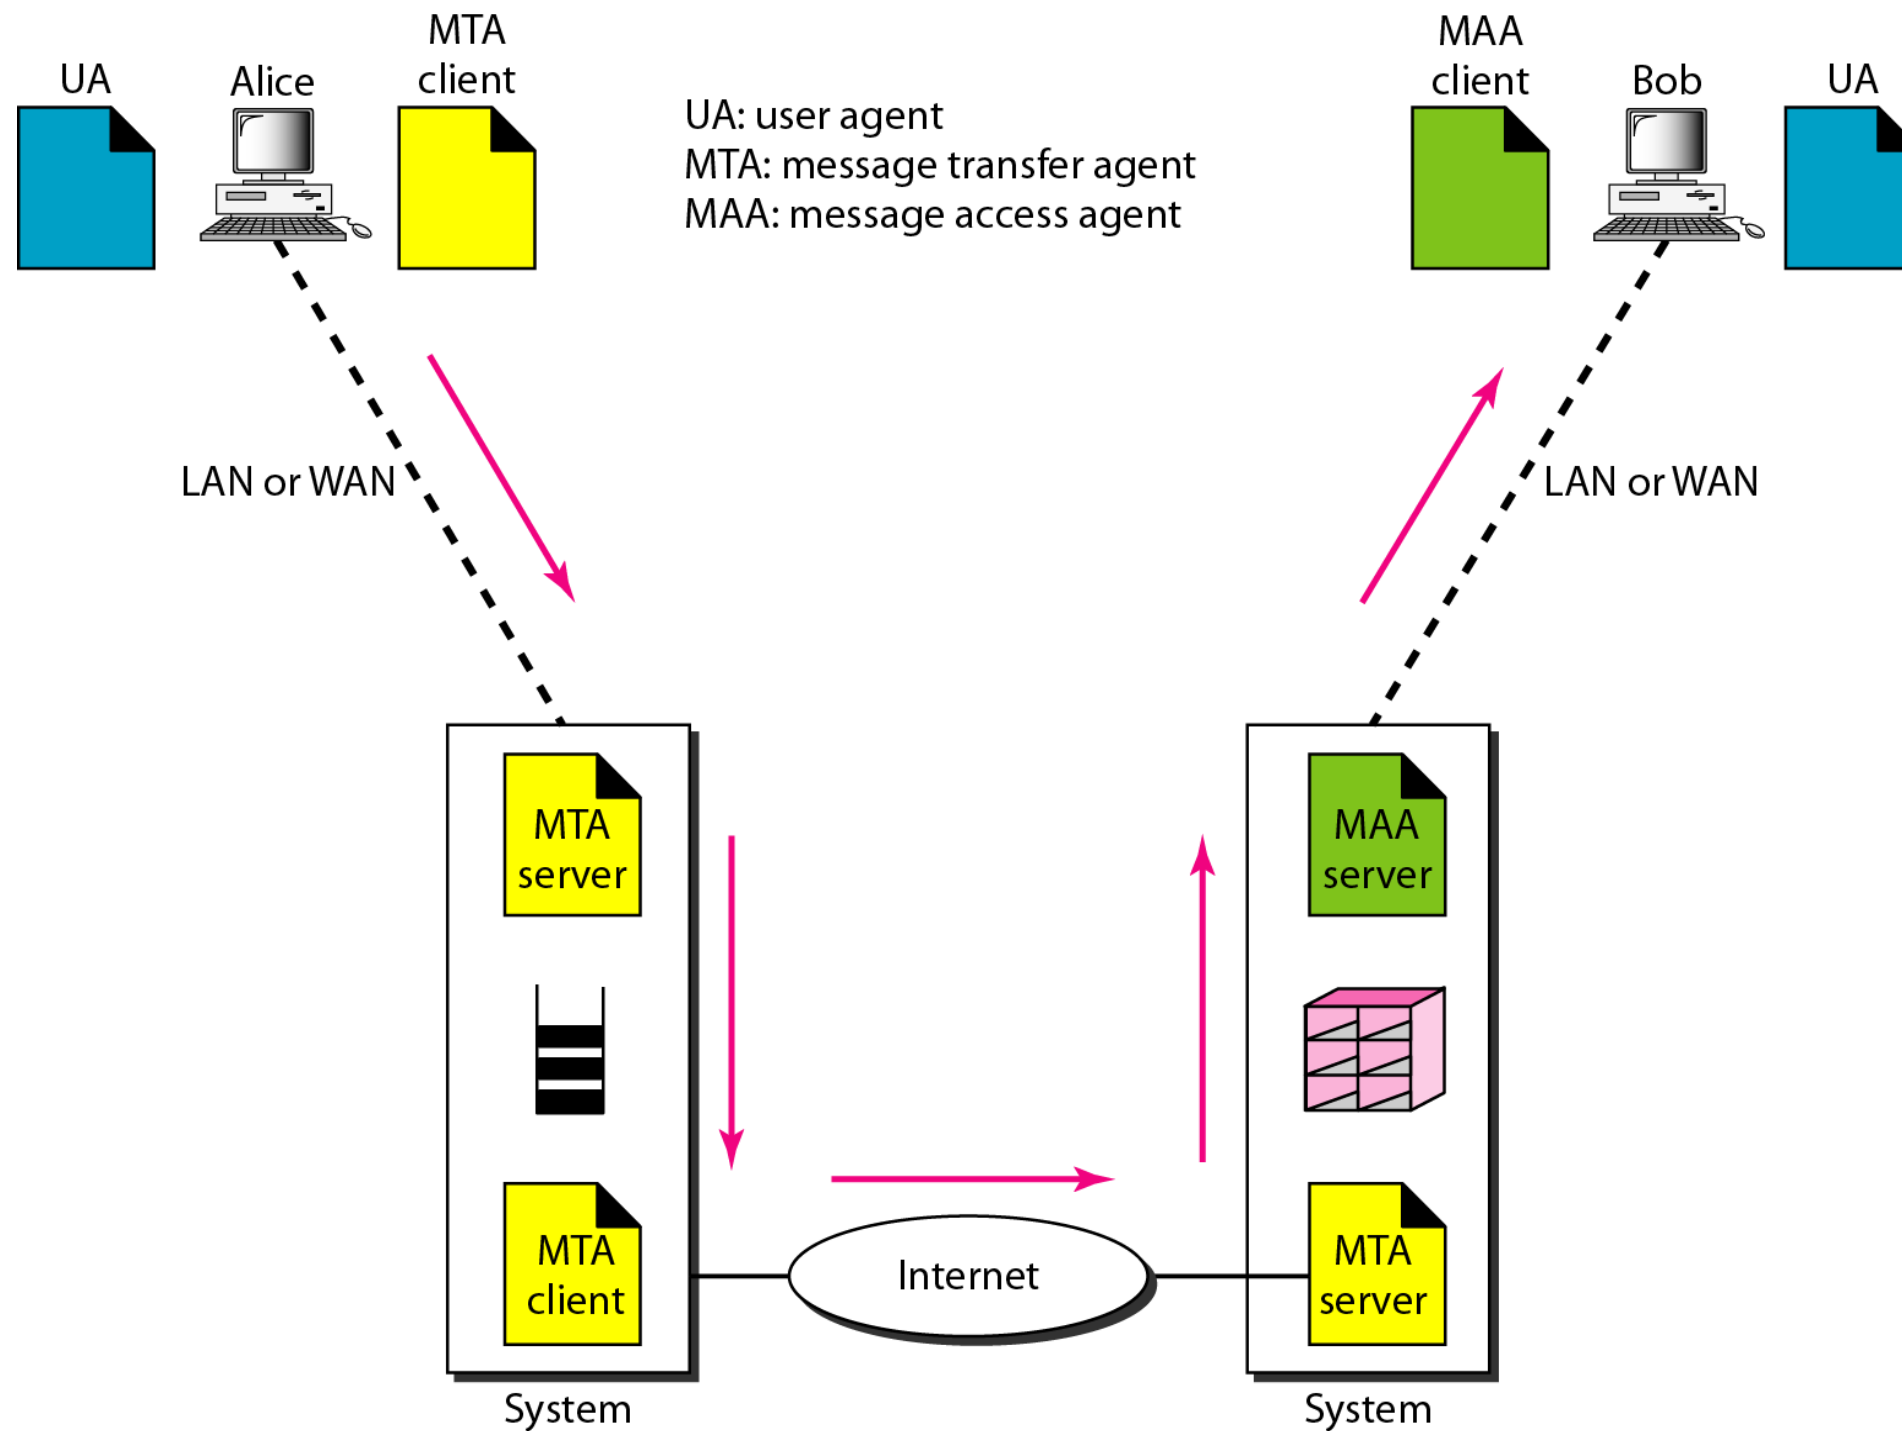 UA
Alice
MTA
client
UA: user agent
MTA: message transfer agent
MAA: message access agent
MAA
client
Bob
UA
LAN or WAN
LAN or WAN
MTA
server
MAA
server
MTA
client
Internet
MTA
server
System
System